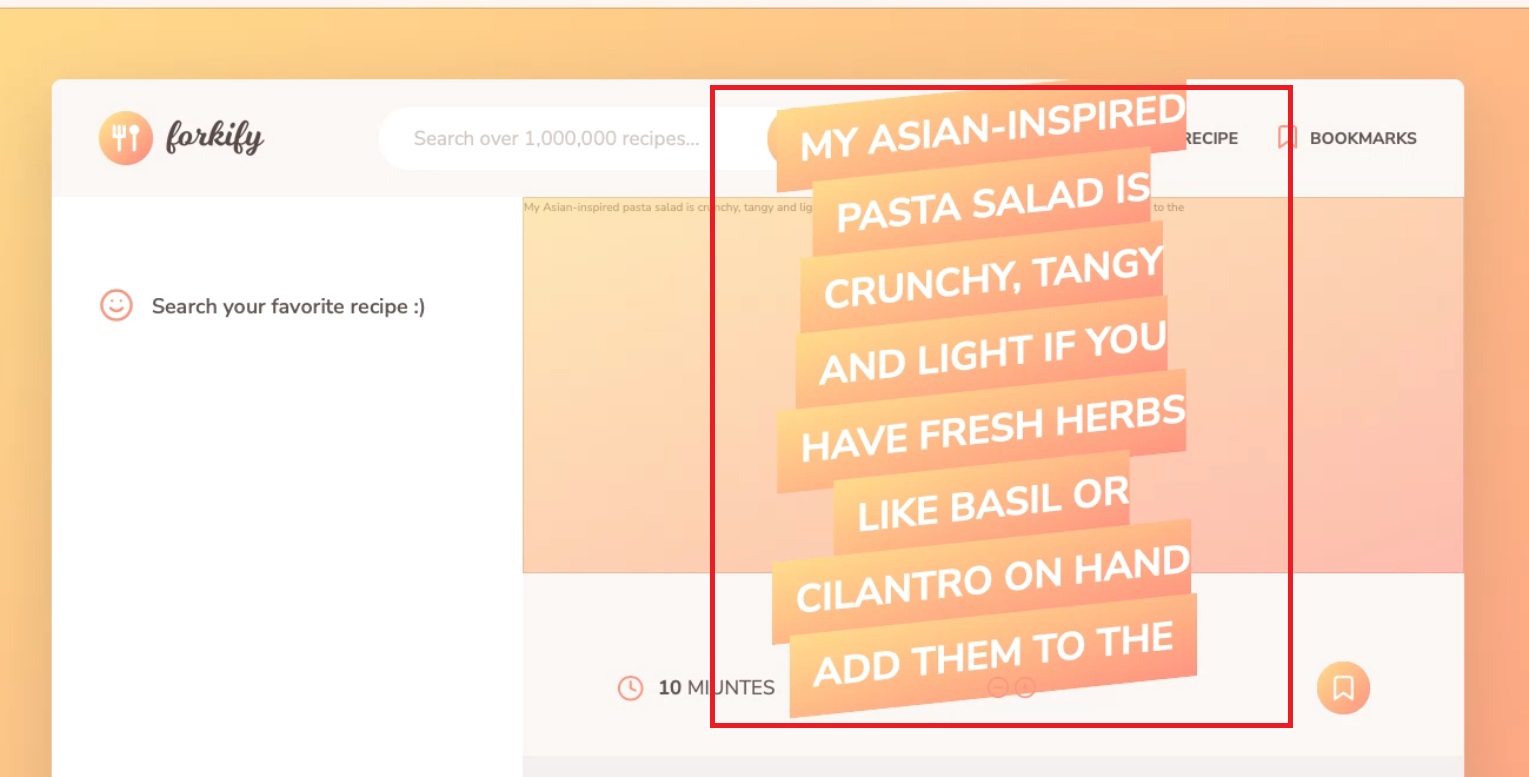 forkify
Search over 1,000,000 recipes...
RECIPE
BOOKMARKS
My Asian-inspired pasta salad is crunchy, tangy and lig
to the
Search your favorite recipe :)
MY ASIAN-INSPIRED
PASTA SALAD IS
CRUNCHY, TANGY
AND LIGHT IF YOU
HAVE FRESH HERBS
LIKE BASIL OR
CILANTRO ON HAND
ADD THEM TO THE
10 MIUNTES